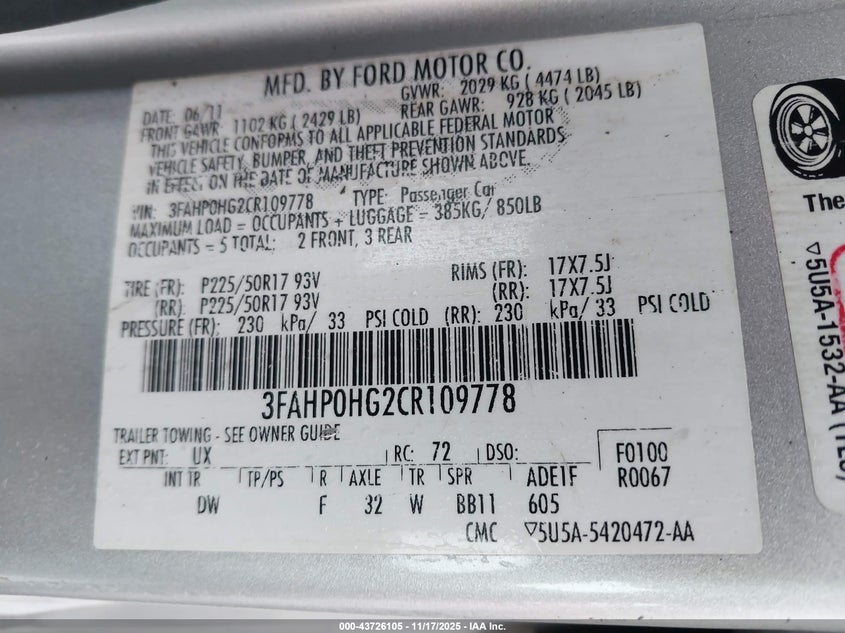 MFD. BY FORD MOTOR CO.
DATE: 06/11 GVWR: 2029 KG ( 4474 LB)
FRONT GAWR: 1102 KG ( 2429 LB) REAR GAWR: 928 KG ( 2045 LB)
THIS VEHICLE CONFORMS TO ALL APPLICABLE FEDERAL MOTOR
VEHICLE SAFETY, BUMPER, AND THEFT PREVENTION STANDARDS
IN EFFECT ON THE DATE OF MANUFACTURE SHOWN ABOVE.
VIN: 3FAHP0HG2CR109778 TYPE: Passenger Car
MAXIMUM LOAD = OCCUPANTS + LUGGAGE = 385KG/ 850LB
OCCUPANTS = 5 TOTAL: 2 FRONT, 3 REAR
TIRE (FR): P225/50R17 93V RIMS (FR): 17X7.5J
(RR): P225/50R17 93V (RR): 17X7.5J
PRESSURE (FR): 230 kPa/ 33 PSI COLD (RR): 230 kPa/ 33 PSI COLD
3FAHP0HG2CR109778
TRAILER TOWING - SEE OWNER GUIDE
EXT PNT: UX RC: 72 DSO: F0100
INT TR TP/PS R AXLE TR SPR ADE1F R0067
DW F 32 W BB11 605
CMC ▽5U5A-5420472-AA
The
▽5U5A-1532-AA
000-43726105 - 11/17/2025 - IAA Inc.